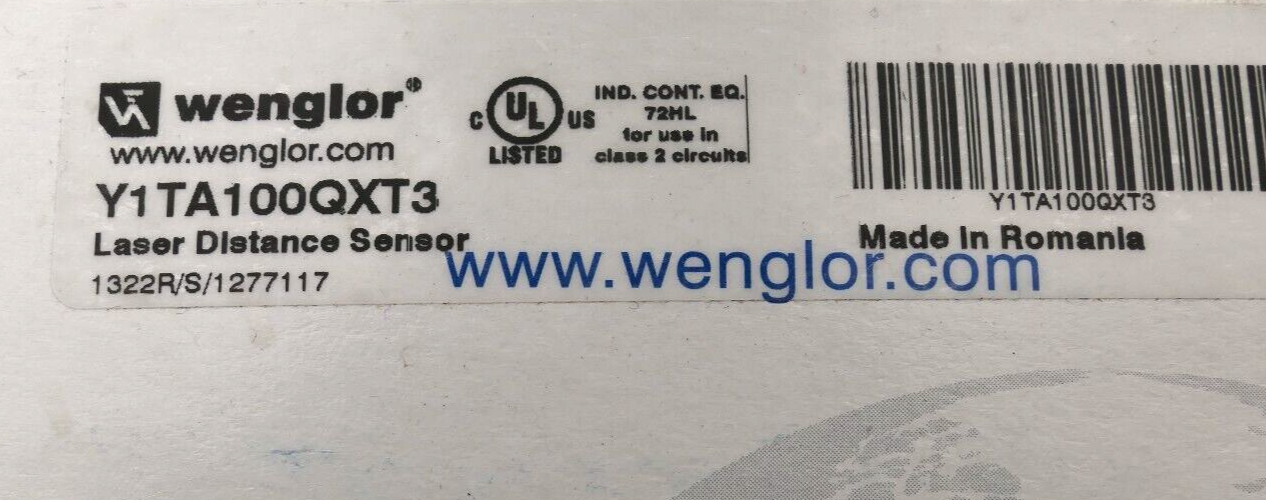 wenglor®
www.wenglor.com
Y1TA100QXT3
Laser Distance Sensor
1322R/S/1277117
C UL US
LISTED
IND. CONT. EQ.
72HL
for use in
class 2 circuits
Y1TA100QXT3
Made in Romania
www.wenglor.com